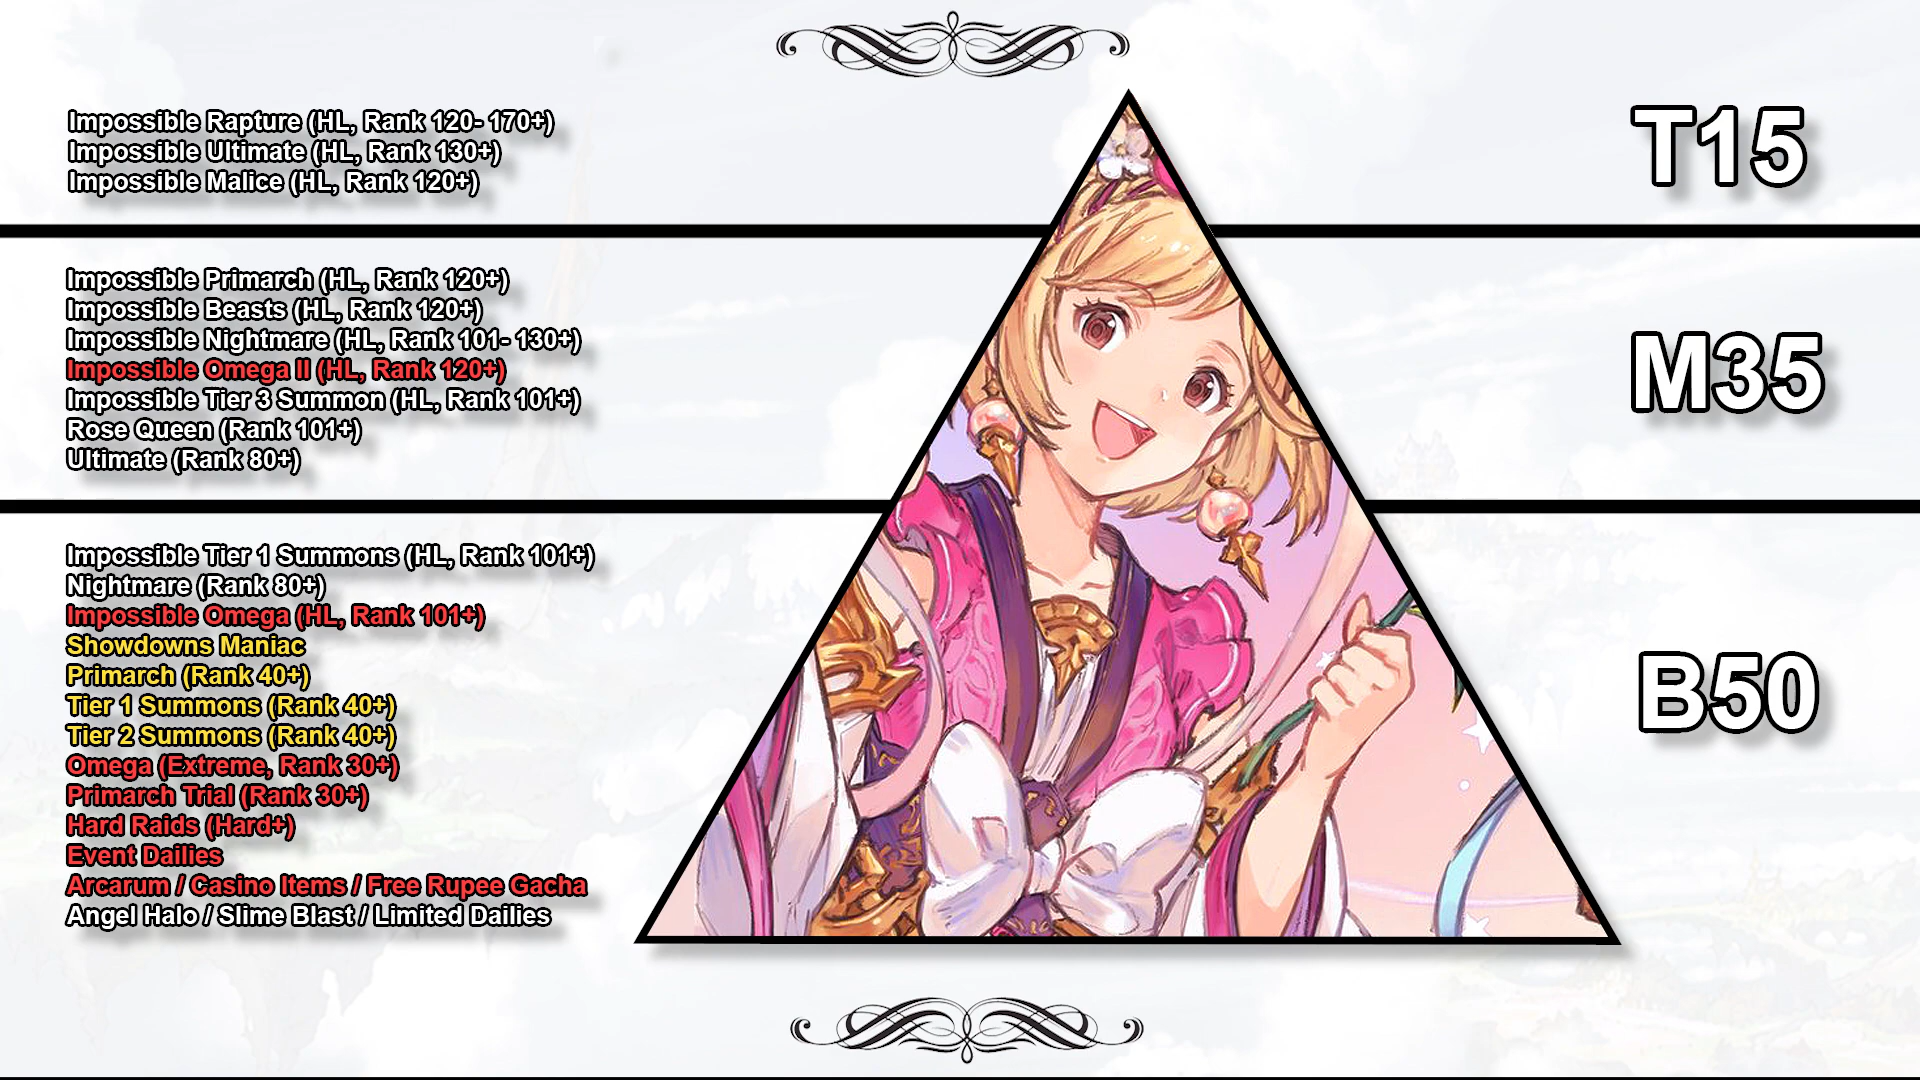 Impossible Rapture (HL, Rank 120- 170+)
Impossible Ultimate (HL, Rank 130+)
Impossible Malice (HL, Rank 120+)
T15
Impossible Primarch (HL, Rank 120+)
Impossible Beasts (HL, Rank 120+)
Impossible Nightmare (HL, Rank 101- 130+)
Impossible Omega II (HL, Rank 120+)
Impossible Tier 3 Summon (HL, Rank 101+)
Rose Queen (Rank 101+)
Ultimate (Rank 80+)
M35
Impossible Tier 1 Summons (HL, Rank 101+)
Nightmare (Rank 80+)
Impossible Omega (HL, Rank 101+)
Showdowns Maniac
Primarch (Rank 40+)
Tier 1 Summons (Rank 40+)
Tier 2 Summons (Rank 40+)
Omega (Extreme, Rank 30+)
Primarch Trial (Rank 30+)
Hard Raids (Hard+)
Event Dailies
Arcarum / Casino Items / Free Rupee Gacha
Angel Halo / Slime Blast / Limited Dailies
B50